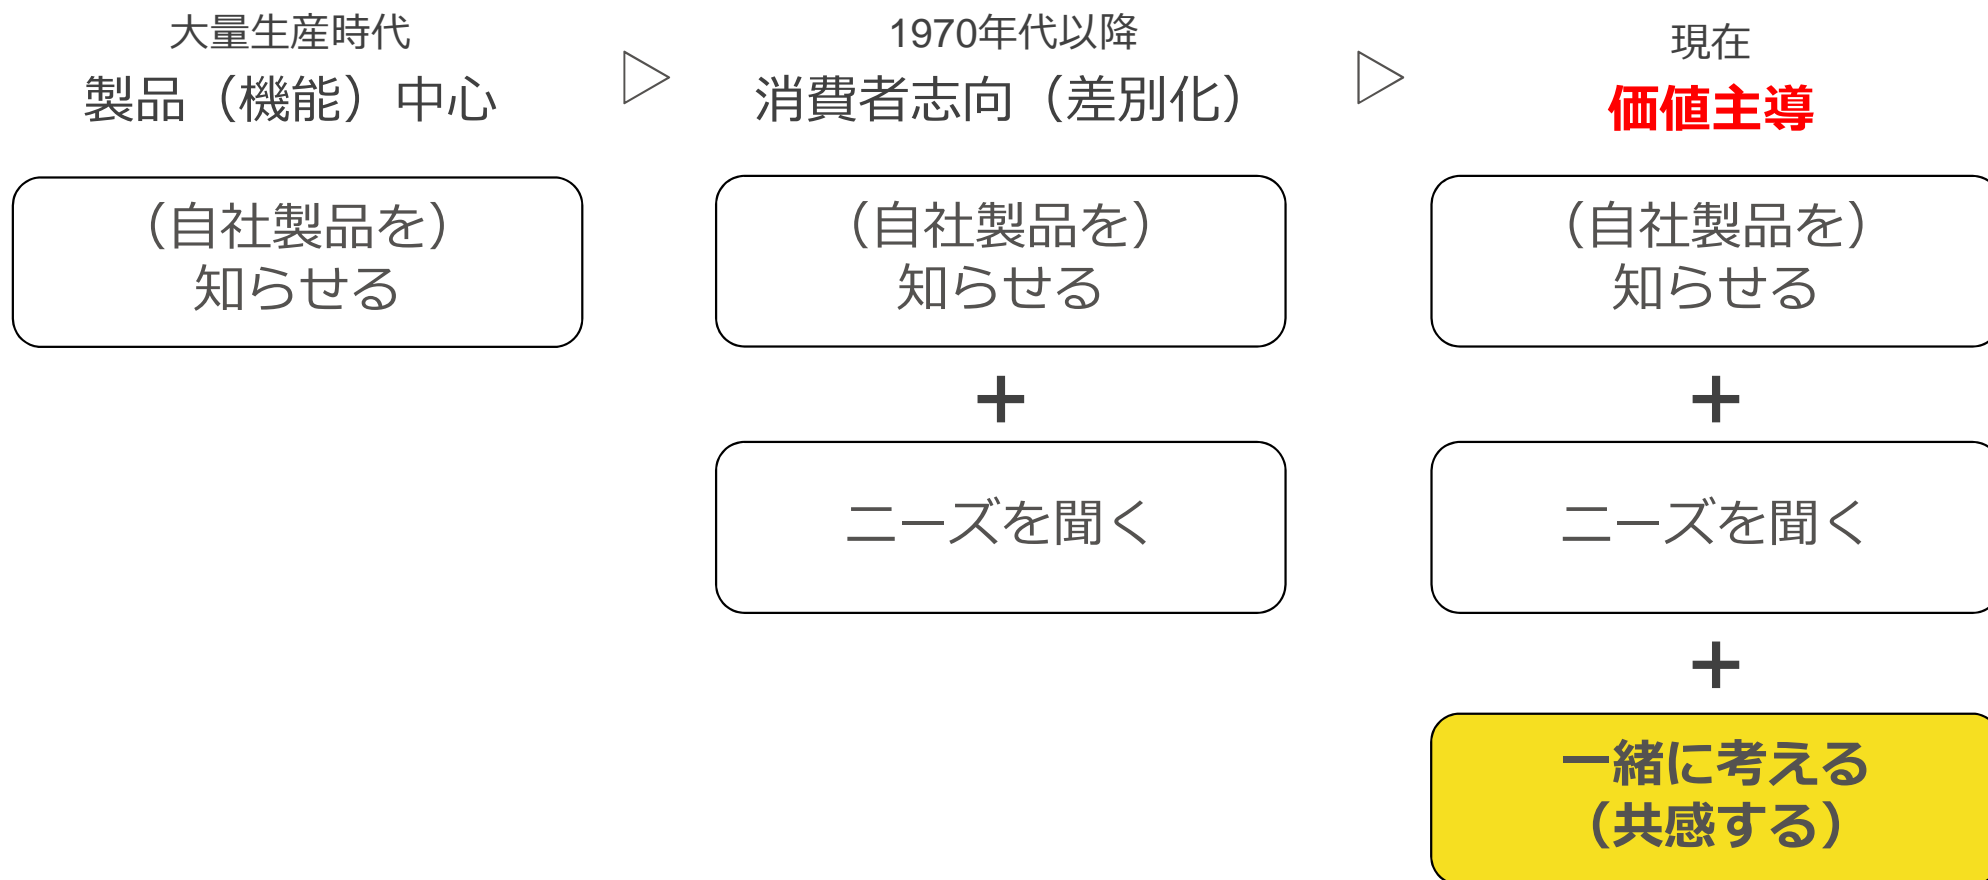 大量生産時代
製品（機能）中心
（自社製品を）
知らせる
1970年代以降
消費者志向（差別化）
（自社製品を）
知らせる
+
ニーズを聞く
現在
価値主導
（自社製品を）
知らせる
+
ニーズを聞く
+
一緒に考える
（共感する）